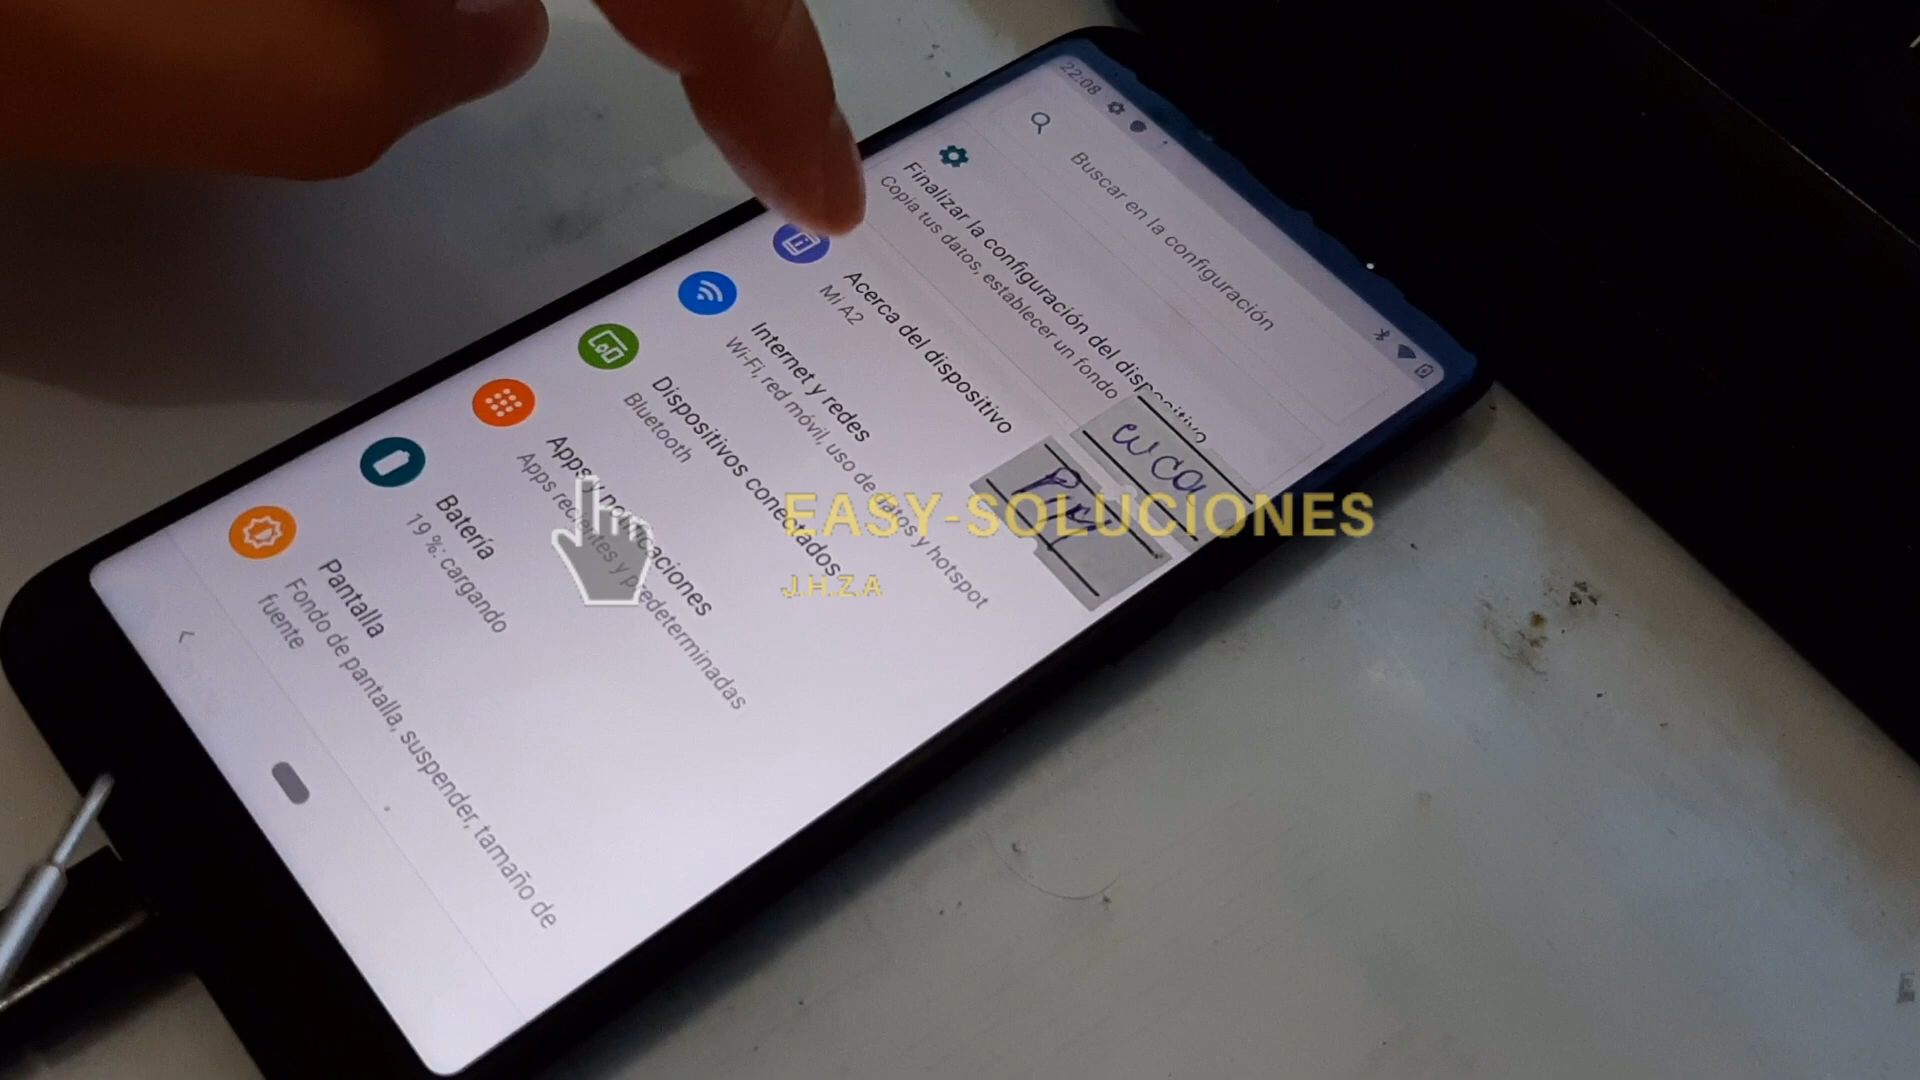 22:08
Buscar en la configuración
Finalizar la configuración del dispositivo
Copia tus datos, establecer un fondo
Acerca del dispositivo
Mi A2
Internet y redes
Wi-Fi, red móvil, uso de datos y hotspot
Dispositivos conectados
Bluetooth
Apps y notificaciones
Apps recientes y predeterminadas
Batería
19 %: cargando
Pantalla
Fondo de pantalla, suspender, tamaño de
fuente
EASY-SOLUCIONES
J.H.Z.A